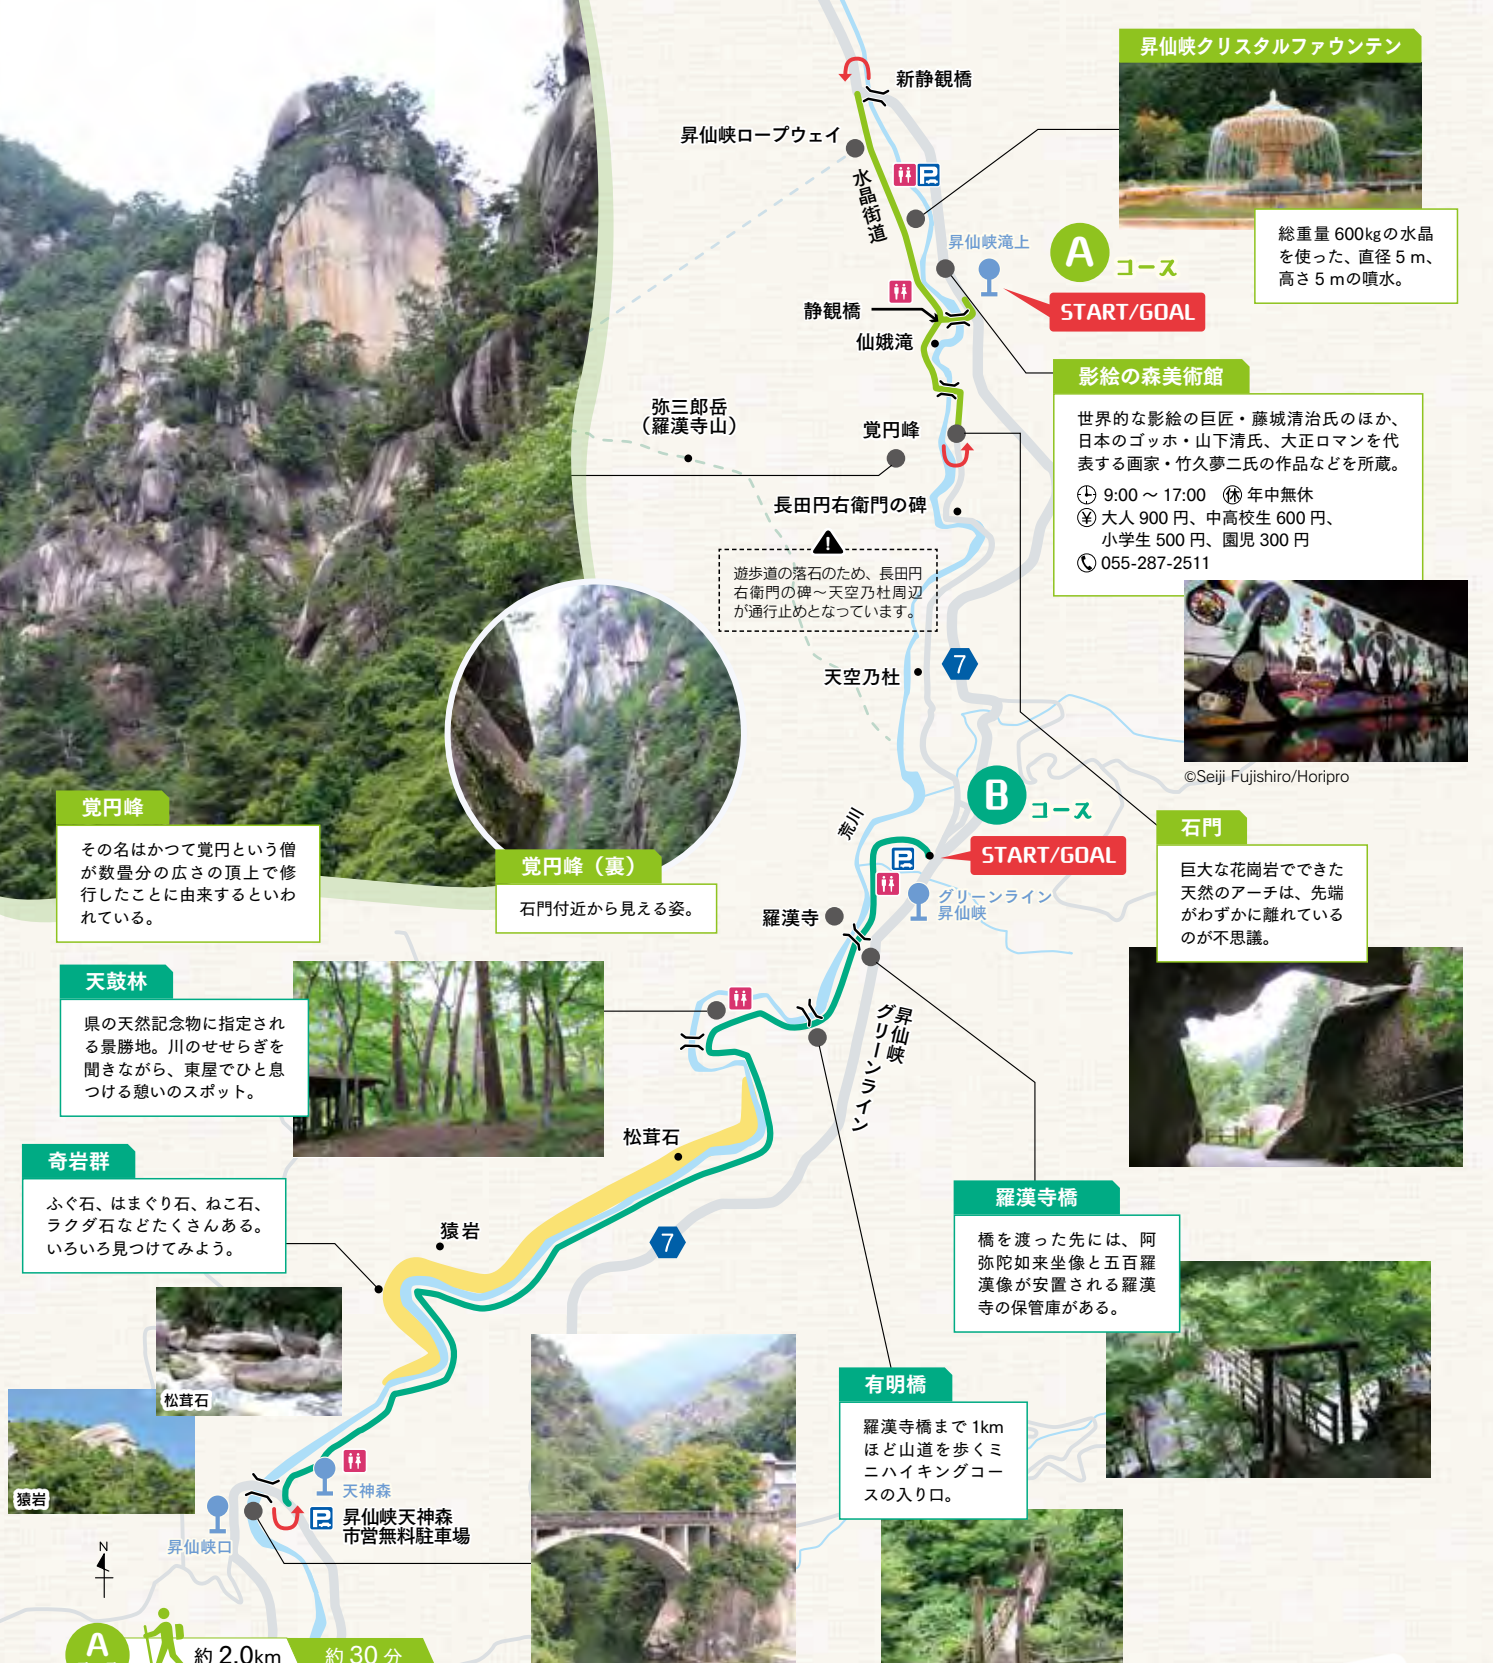 新静観橋
昇仙峡ロープウェイ
水晶街道
昇仙峡クリスタルファウンテン
総重量 600kgの水晶
を使った、直径 5 m、
高さ 5 mの噴水。
昇仙峡滝上
A コース
START/GOAL
静観橋
仙娥滝
影絵の森美術館
世界的な影絵の巨匠・藤城清治氏のほか、
日本のゴッホ・山下清氏、大正ロマンを代
表する画家・竹久夢二氏の作品などを所蔵。
9:00 ～ 17:00 休 年中無休
¥ 大人 900 円、中高校生 600 円、
小学生 500 円、園児 300 円
055-287-2511
©Seiji Fujishiro/Horipro
弥三郎岳
（羅漢寺山）
覚円峰
長田円右衛門の碑
!
遊歩道の落石のため、長田円
右衛門の碑～天空乃杜周辺
が通行止めとなっています。
天空乃杜
7
覚円峰
その名はかつて覚円という僧
が数畳分の広さの頂上で修
行したことに由来するといわ
れている。
覚円峰（裏）
石門付近から見える姿。
B コース
START/GOAL
荒川
P
P
グリーンライン
昇仙峡
石門
巨大な花崗岩でできた
天然のアーチは、先端
がわずかに離れている
のが不思議。
羅漢寺
昇仙峡
グリーンライン
天鼓林
県の天然記念物に指定され
る景勝地。川のせせらぎを
聞きながら、東屋でひと息
つける憩いのスポット。
松茸石
奇岩群
ふぐ石、はまぐり石、ねこ石、
ラクダ石などたくさんある。
いろいろ見つけてみよう。
猿岩
7
羅漢寺橋
橋を渡った先には、阿
弥陀如来坐像と五百羅
漢像が安置される羅漢
寺の保管庫がある。
有明橋
羅漢寺橋まで 1km
ほど山道を歩くミ
ニハイキングコー
スの入り口。
松茸石
猿岩
天神森
P
昇仙峡天神森
市営無料駐車場
昇仙峡口
N
A
約 2.0km
約 30 分